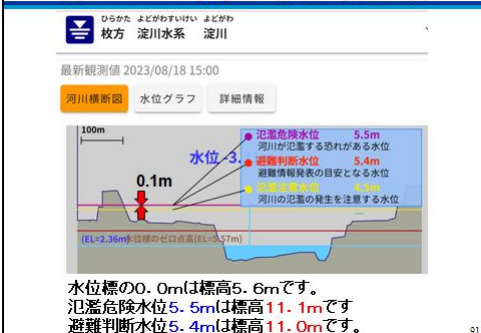 ひらかた よどがわすいけい よどがわ
枚方 淀川水系 淀川
最新観測値 2023/08/18 15:00
河川横断図 水位グラフ 詳細情報
100m
水位-3.
氾濫危険水位 5.5m
河川が氾濫する恐れがある水位
避難判断水位 5.4m
避難情報発表の目安となる水位
氾濫注意水位 4.5m
河川の氾濫の発生を注意する水位
0.1m
(EL=2.36m)水位標のゼロ点高(EL=5.57m)
水位標の0.0mは標高5.6mです。
氾濫危険水位5.5mは標高11.1mです
避難判断水位5.4mは標高11.0mです。
91